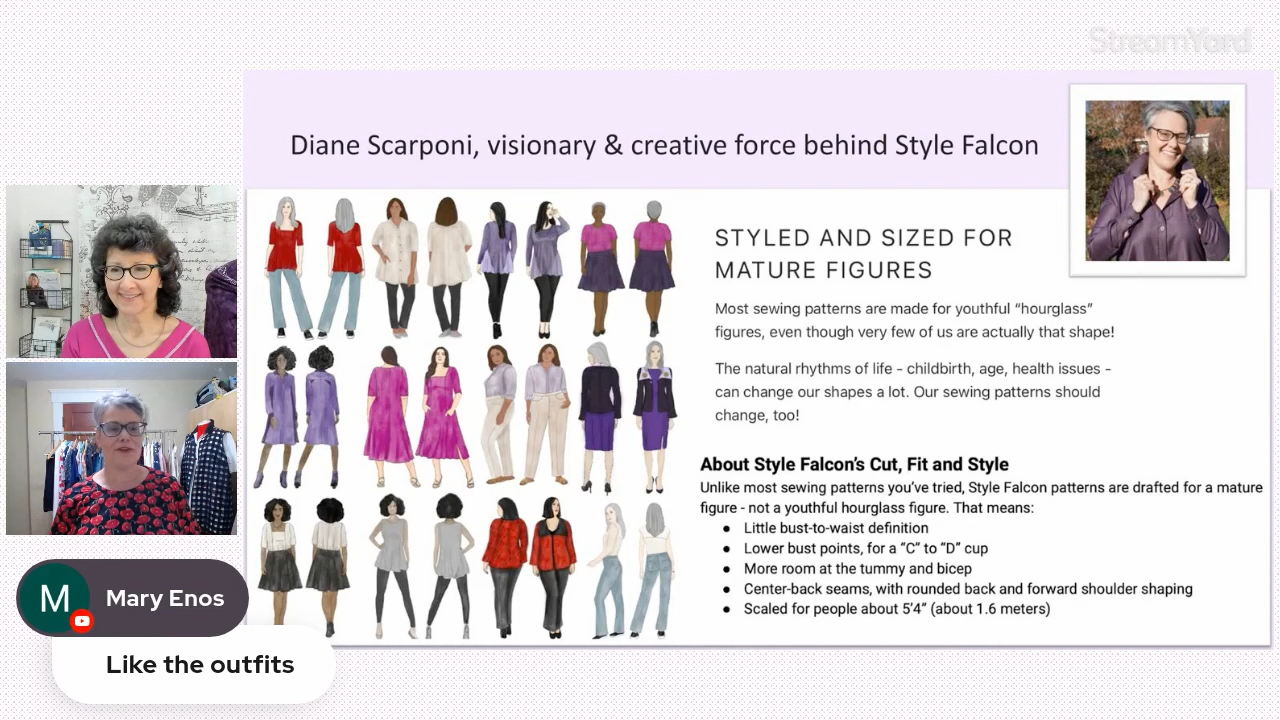 StreamYard
Diane Scarponi, visionary & creative force behind Style Falcon
STYLED AND SIZED FOR
MATURE FIGURES
Most sewing patterns are made for youthful “hourglass”
figures, even though very few of us are actually that shape!
The natural rhythms of life - childbirth, age, health issues -
can change our shapes a lot. Our sewing patterns should
change, too!
About Style Falcon’s Cut, Fit and Style
Unlike most sewing patterns you’ve tried, Style Falcon patterns are drafted for a mature
figure - not a youthful hourglass figure. That means:
● Little bust-to-waist definition
● Lower bust points, for a “C” to “D” cup
● More room at the tummy and bicep
● Center-back seams, with rounded back and forward shoulder shaping
● Scaled for people about 5’4” (about 1.6 meters)
M
Mary Enos
Like the outfits